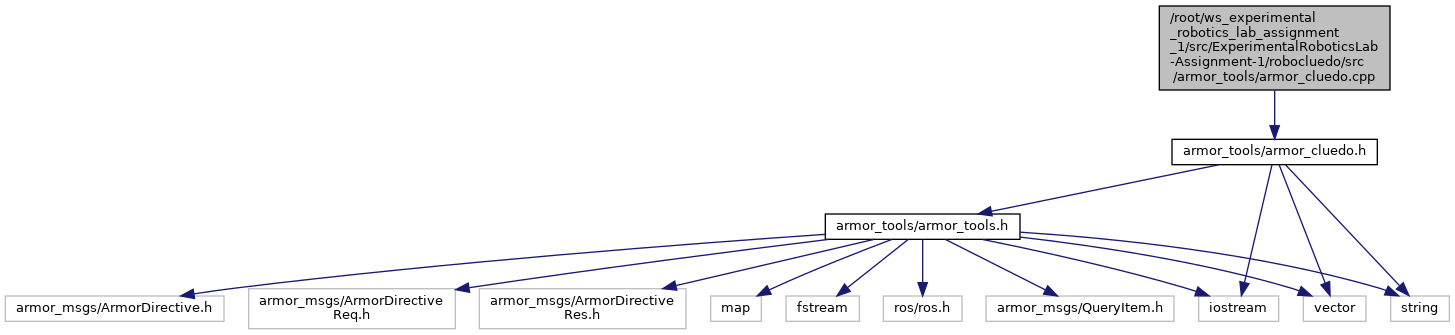 /root/ws_experimental
_robotics_lab_assignment
_1/src/ExperimentalRoboticsLab
-Assignment-1/robocluedo/src
/armor_tools/armor_cluedo.cpp
armor_tools/armor_cluedo.h
armor_tools/armor_tools.h
armor_msgs/ArmorDirective.h
armor_msgs/ArmorDirective
Req.h
armor_msgs/ArmorDirective
Res.h
map
fstream
ros/ros.h
armor_msgs/QueryItem.h
iostream
vector
string